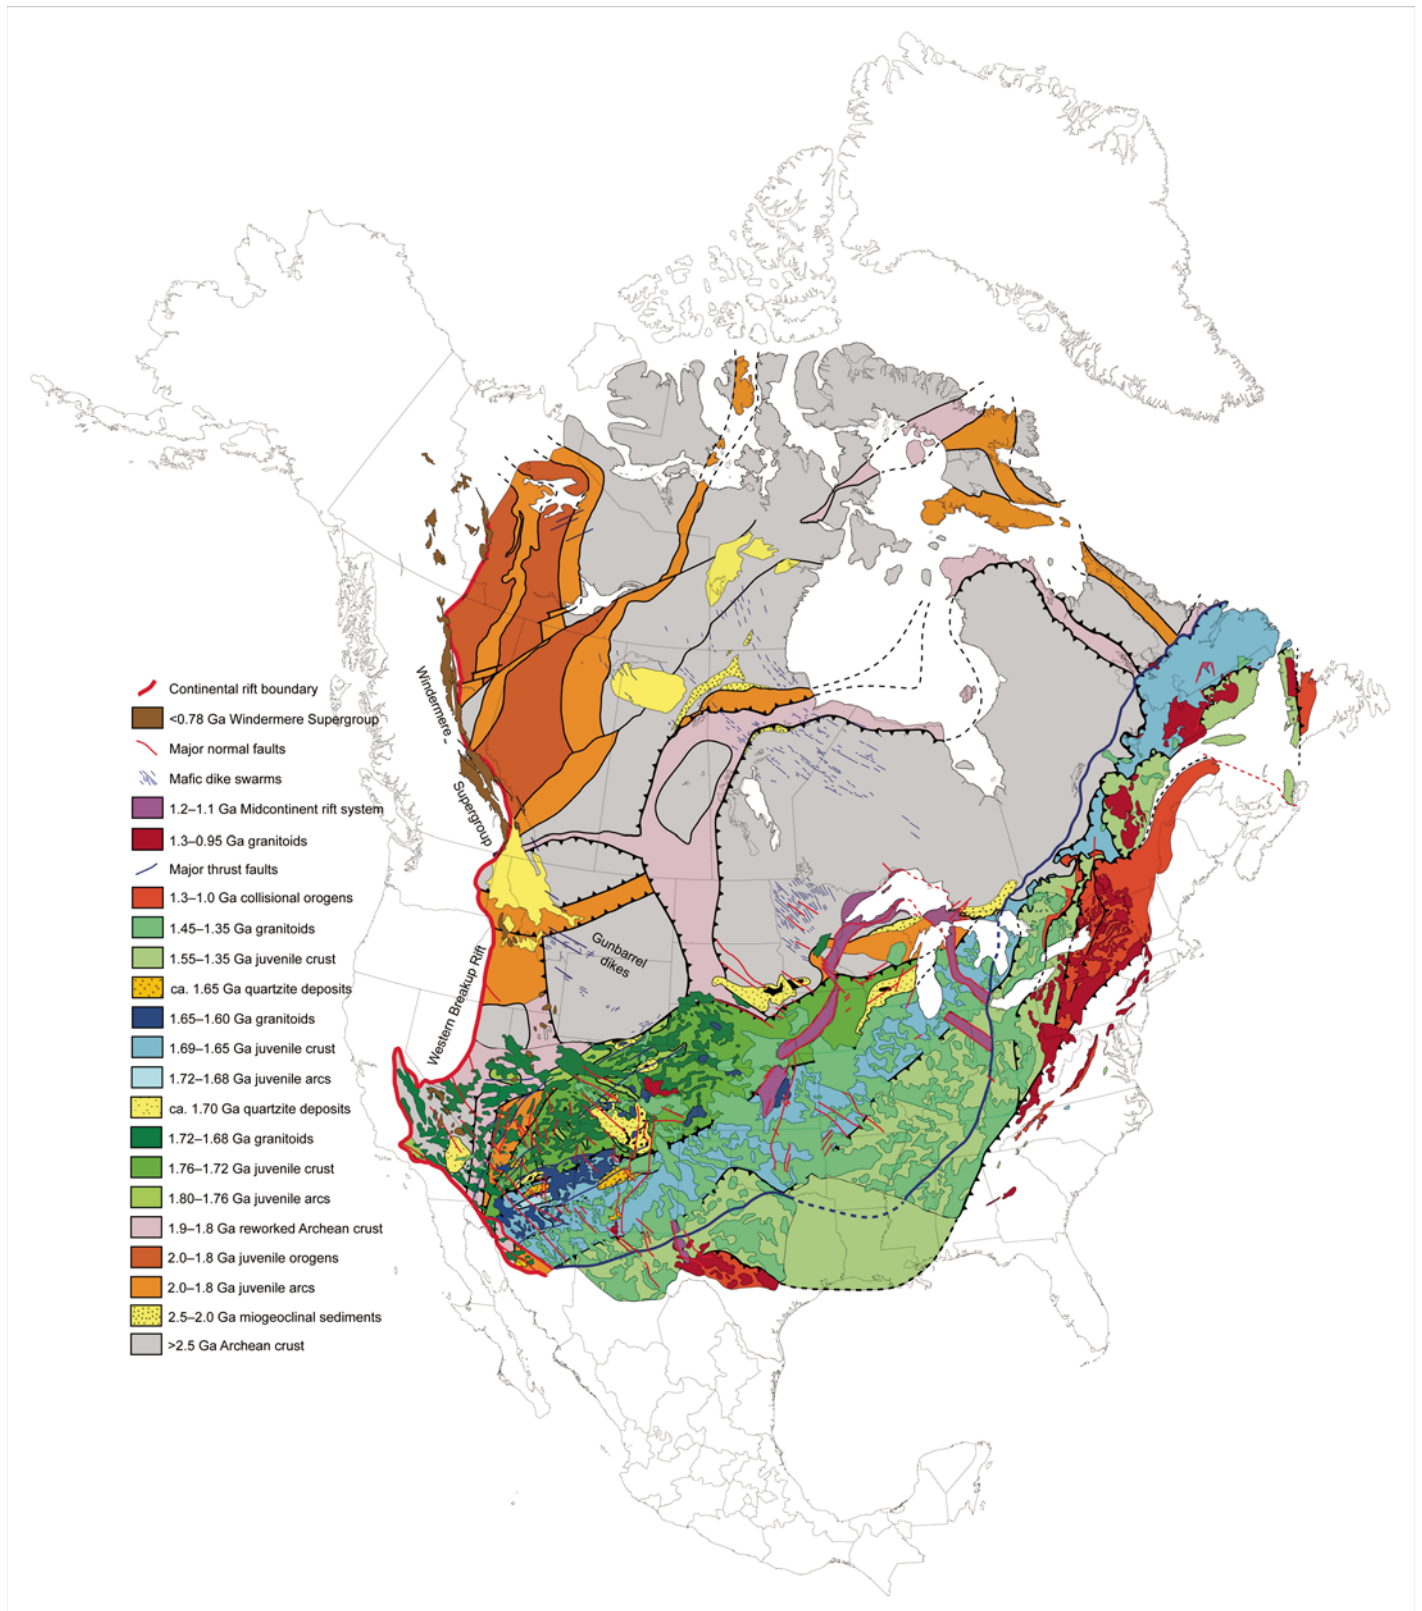 Continental rift boundary
<0.78 Ga Windermere Supergroup
Major normal faults
Mafic dike swarms
1.2–1.1 Ga Midcontinent rift system
1.3–0.95 Ga granitoids
Major thrust faults
1.3–1.0 Ga collisional orogens
1.45–1.35 Ga granitoids
1.55–1.35 Ga juvenile crust
ca. 1.65 Ga quartzite deposits
1.65–1.60 Ga granitoids
1.69–1.65 Ga juvenile crust
1.72–1.68 Ga juvenile arcs
ca. 1.70 Ga quartzite deposits
1.72–1.68 Ga granitoids
1.76–1.72 Ga juvenile crust
1.80–1.76 Ga juvenile arcs
1.9–1.8 Ga reworked Archean crust
2.0–1.8 Ga juvenile orogens
2.0–1.8 Ga juvenile arcs
2.5–2.0 Ga miogeoclinal sediments
>2.5 Ga Archean crust
Windermere
Supergroup
Western Breakup Rift
Gunbarrel
dikes